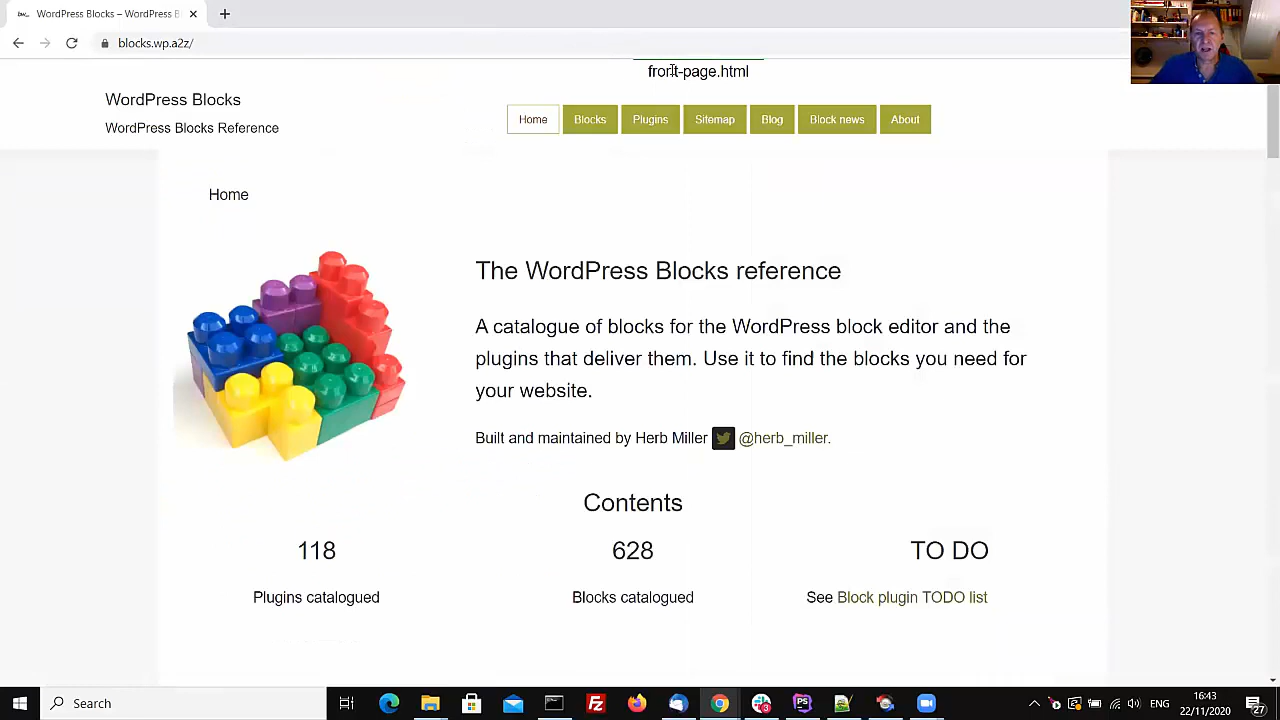 WordPress Blocks – WordPress B
blocks.wp.a2z/
front-page.html
WordPress Blocks
WordPress Blocks Reference
Home
Blocks
Plugins
Sitemap
Blog
Block news
About
Home
The WordPress Blocks reference
A catalogue of blocks for the WordPress block editor and the
plugins that deliver them. Use it to find the blocks you need for
your website.
Built and maintained by Herb Miller @herb_miller.
Contents
118
628
TO DO
Plugins catalogued
Blocks catalogued
See Block plugin TODO list
Search
ENG
16:43
22/11/2020
27